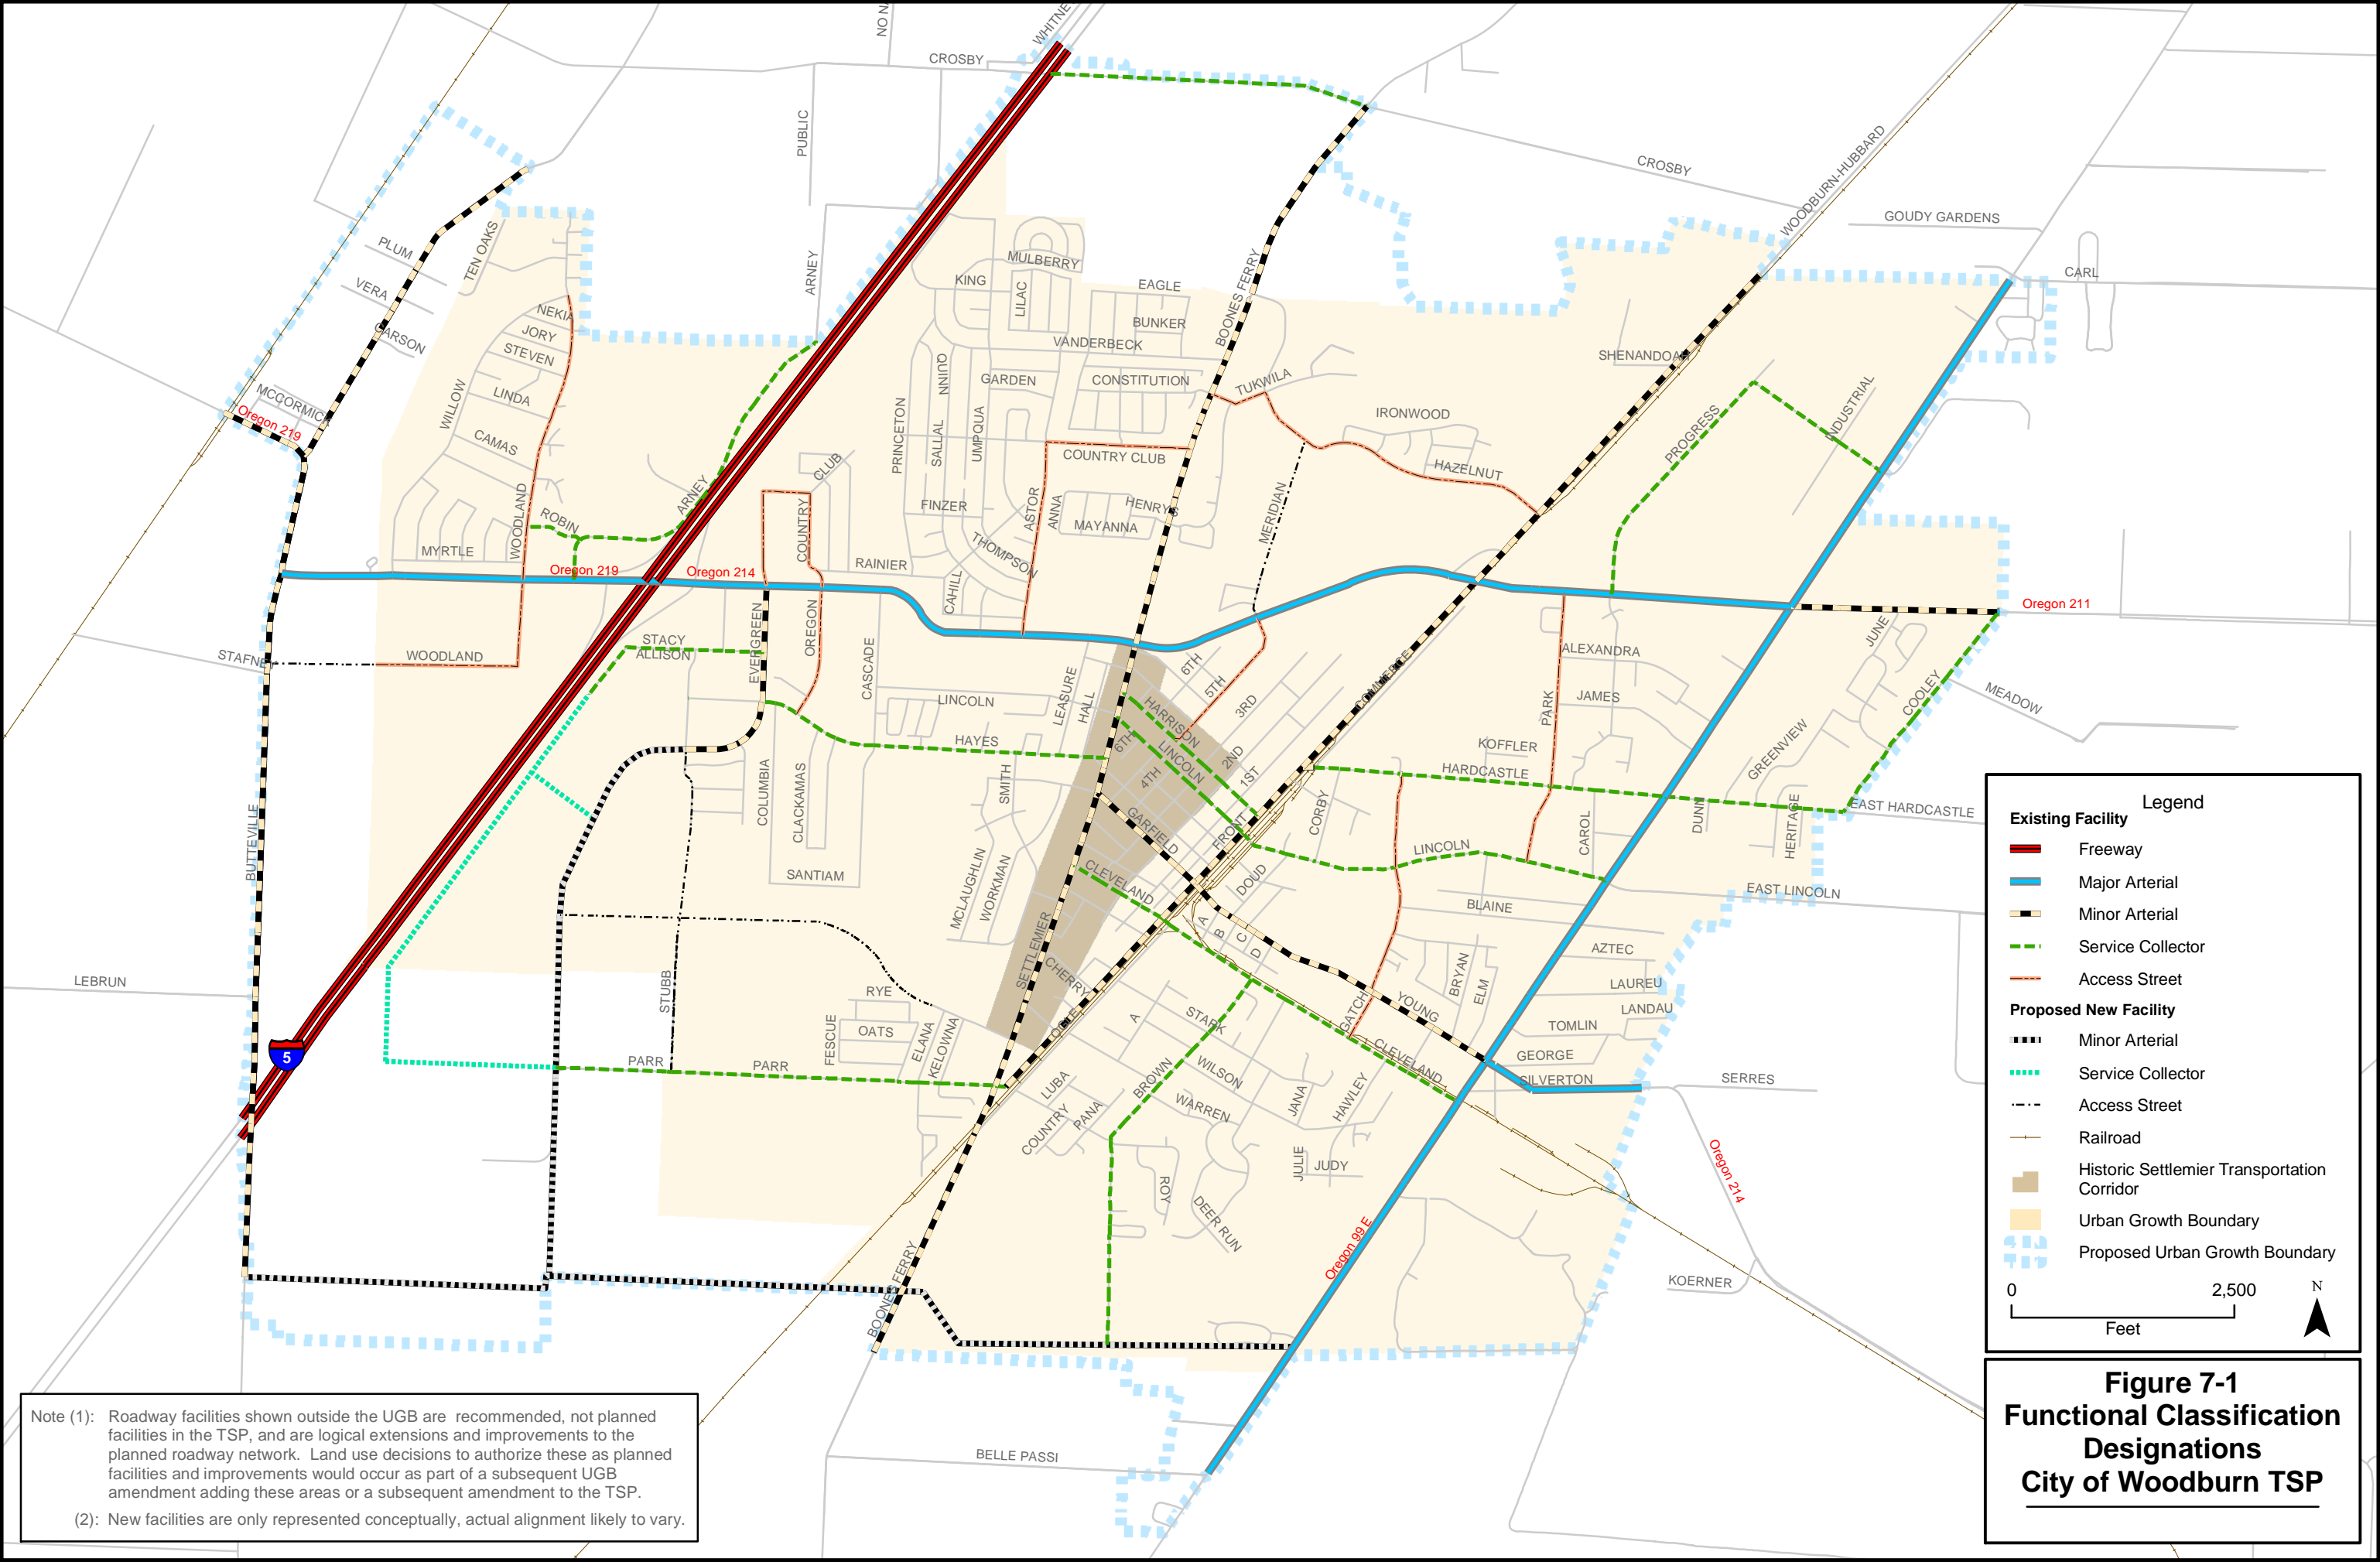 WHITNE
NO NA
CROSBY
PUBLIC
CROSBY
WOODBURN-HUBBARD
GOUDY GARDENS
CARL
TEN OAKS
PLUM
VERA
CARSON
NEKIA
JORY
STEVEN
LINDA
WILLOW
CAMAS
MCCORMICK
Oregon 219
ARNEY
KING
MULBERRY
LILAC
EAGLE
BUNKER
BOONES FERRY
VANDERBECK
QUINN
GARDEN
CONSTITUTION
TUKWILA
SHENANDOAH
PRINCETON
SALLAL
UMPQUA
COUNTRY CLUB
IRONWOOD
HAZELNUT
PROGRESS
INDUSTRIAL
CLUB
COUNTRY
FINZER
ASTOR
ANNA
HENRYS
MAYANNA
MERIDIAN
ARNEY
ROBIN
WOODLAND
MYRTLE
Oregon 219
Oregon 214
RAINIER
THOMPSON
CAHILL
Oregon 211
STACY
ALLISON
EVERGREEN
OREGON
CASCADE
STAFNEY
WOODLAND
LEASURE
HALL
6TH
5TH
3RD
HARRISON
COMMERCE
ALEXANDRA
JAMES
PARK
JUNE
COOLEY
MEADOW
LINCOLN
HAYES
6TH
LINCOLN
4TH
2ND
1ST
KOFFLER
HARDCASTLE
GREENVIEW
EAST HARDCASTLE
BUTTEVILLE
COLUMBIA
CLACKAMAS
SMITH
GARFIELD
FRONT
CORBY
CAROL
DUNN
HERITAGE
SANTIAM
MCLAUGHLIN
WORKMAN
CLEVELAND
DOUD
LINCOLN
EAST LINCOLN
BLAINE
A
B
C
D
AZTEC
LEBRUN
STUBB
SETTLEMIER
CHERRY
RYE
OATS
FESCUE
ELANA
KELOWNA
OGLE
A
STARK
GATCH
YOUNG
BRYAN
ELM
LAUREU
LANDAU
TOMLIN
GEORGE
CLEVELAND
SILVERTON
SERRES
5
PARR
PARR
LUBA
COUNTRY
PANA
BROWN
WILSON
WARREN
JANA
HAWLEY
JULIE
JUDY
ROY
DEER RUN
Oregon 214
Oregon 99 E
KOERNER
BOONES FERRY
BELLE PASSI
Legend
Existing Facility
Freeway
Major Arterial
Minor Arterial
Service Collector
Access Street
Proposed New Facility
Minor Arterial
Service Collector
Access Street
Railroad
Historic Settlemier Transportation
Corridor
Urban Growth Boundary
Proposed Urban Growth Boundary
0 2,500
Feet
N
Figure 7-1
Functional Classification
Designations
City of Woodburn TSP
Note (1): Roadway facilities shown outside the UGB are recommended, not planned
facilities in the TSP, and are logical extensions and improvements to the
planned roadway network. Land use decisions to authorize these as planned
facilities and improvements would occur as part of a subsequent UGB
amendment adding these areas or a subsequent amendment to the TSP.
(2): New facilities are only represented conceptually, actual alignment likely to vary.